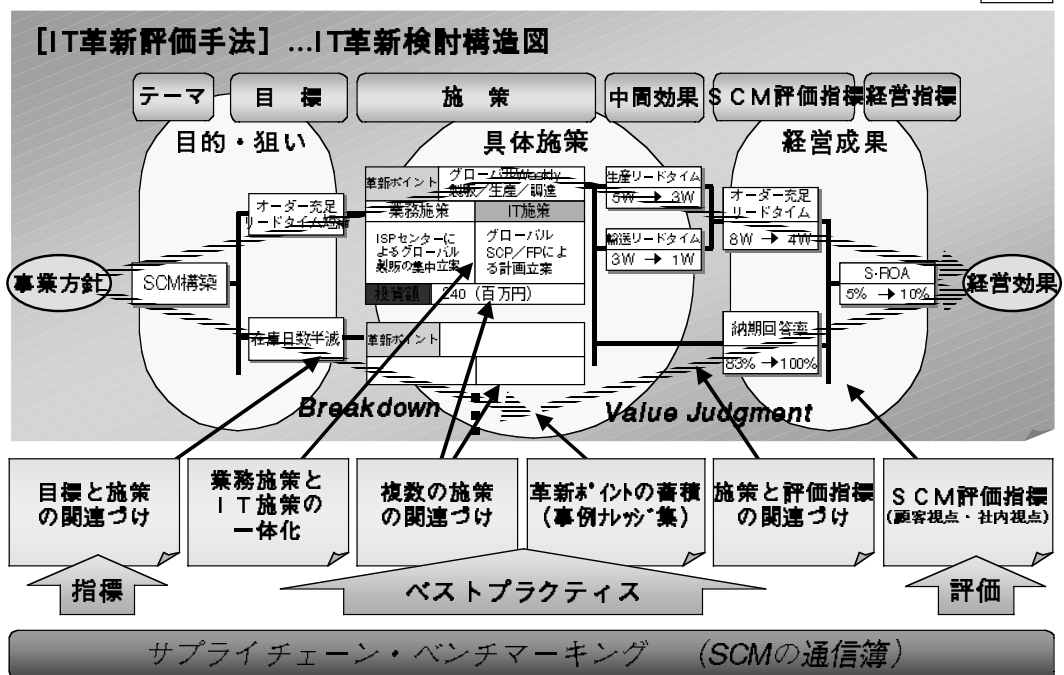 ［IT革新評価手法］…IT革新検討構造図
テーマ
目　標
施　策
中間効果
ＳＣＭ評価指標
経営指標
目的・狙い
具体施策
経営成果
事業方針
SCM構築
オーダー充足
リードタイム短縮
在庫日数半減
革新ポイント
グローバルWeekly
製販／生産／調達
業務施策
IT施策
ISPセンターに
よるグローバル
製販の集中立案
グローバル
SCP／FPによ
る計画立案
投資額
240（百万円）
革新ポイント
生産リードタイム
5W → 3W
輸送リードタイム
3W → 1W
オーダー充足
リードタイム
8W → 4W
納期回答率
83% →100%
S-ROA
5% →10%
経営効果
Breakdown
Value Judgment
目標と施策
の関連づけ
業務施策と
ＩＴ施策の
一体化
複数の施策
の関連づけ
革新ﾎﾟｲﾝﾄの蓄積
（事例ﾅﾚｯｼﾞ集）
施策と評価指標
の関連づけ
ＳＣＭ評価指標
(顧客視点・社内視点)
指標
ベストプラクティス
評価
サプライチェーン・ベンチマーキング　（SCMの通信簿）